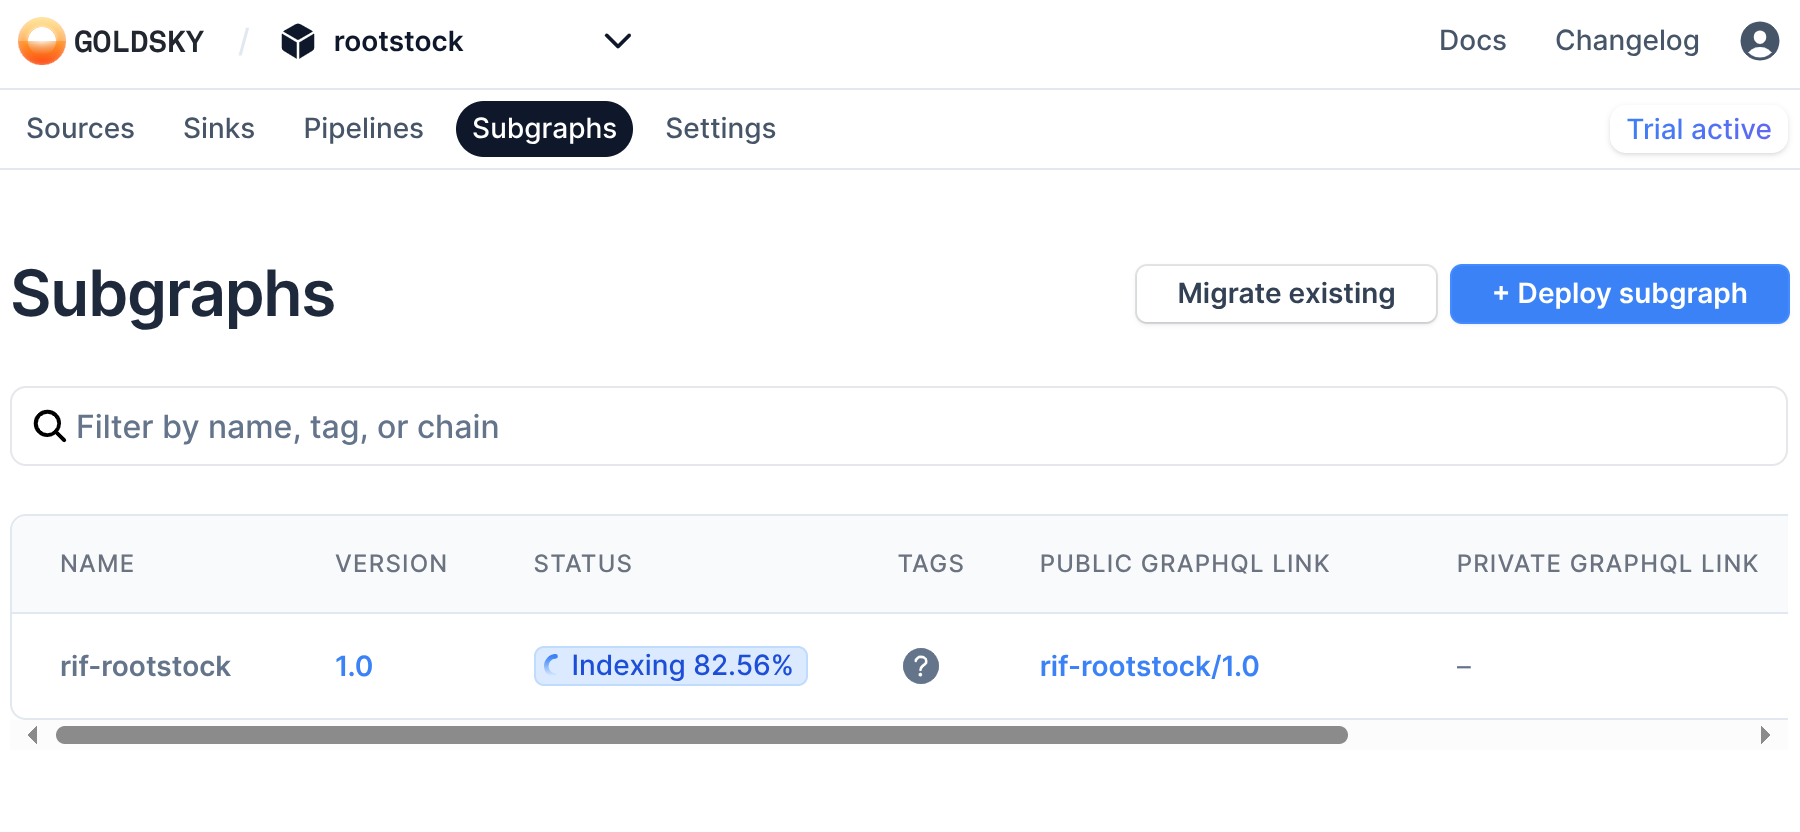 GOLDSKY / rootstock Docs Changelog
Sources Sinks Pipelines Subgraphs Settings Trial active
Subgraphs Migrate existing + Deploy subgraph
Filter by name, tag, or chain
NAME VERSION STATUS TAGS PUBLIC GRAPHQL LINK PRIVATE GRAPHQL LINK
rif-rootstock 1.0 Indexing 82.56% ? rif-rootstock/1.0 –